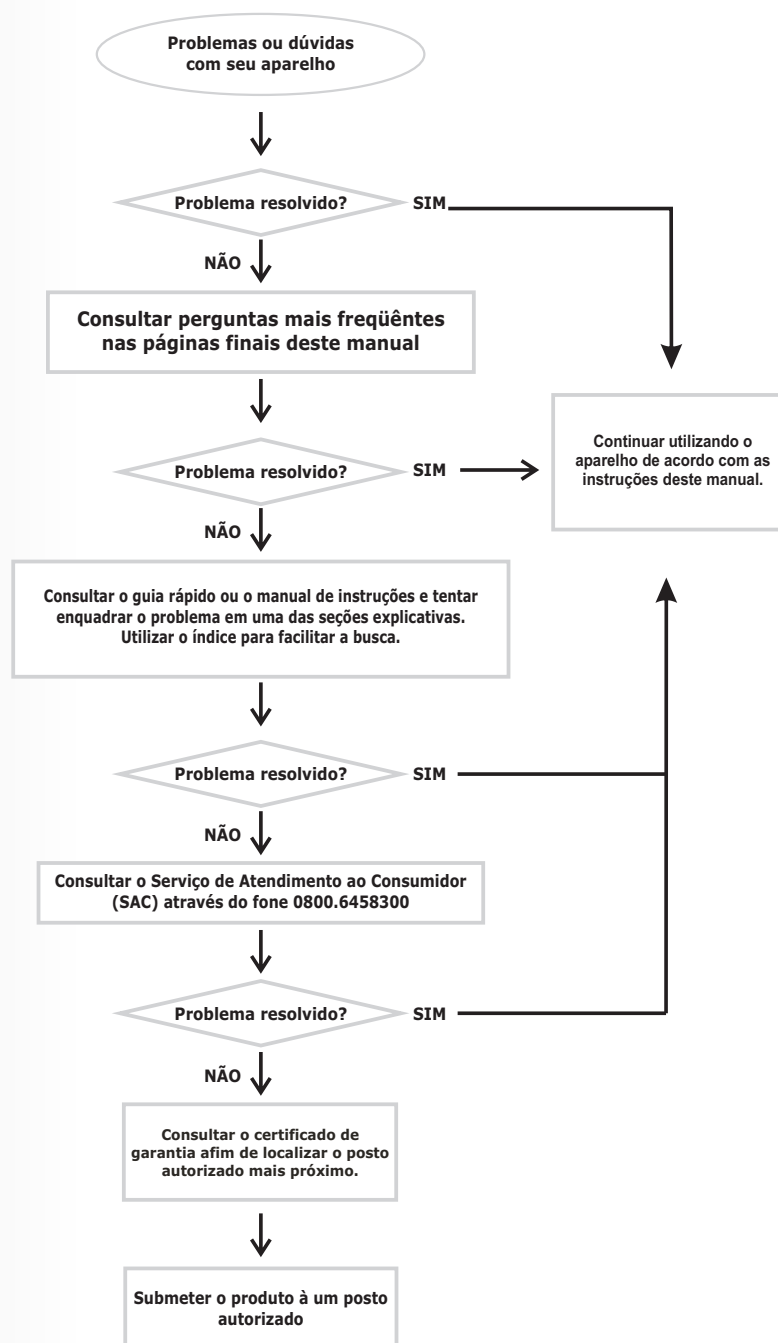 Problemas ou dúvidas
com seu aparelho
Problema resolvido?
SIM
NÃO
Consultar perguntas mais freqüêntes
nas páginas finais deste manual
Continuar utilizando o
aparelho de acordo com as
instruções deste manual.
Problema resolvido?
SIM
NÃO
Consultar o guia rápido ou o manual de instruções e tentar
enquadrar o problema em uma das seções explicativas.
Utilizar o índice para facilitar a busca.
Problema resolvido?
SIM
NÃO
Consultar o Serviço de Atendimento ao Consumidor
(SAC) através do fone 0800.6458300
Problema resolvido?
SIM
NÃO
Consultar o certificado de
garantia afim de localizar o posto
autorizado mais próximo.
Submeter o produto à um posto
autorizado